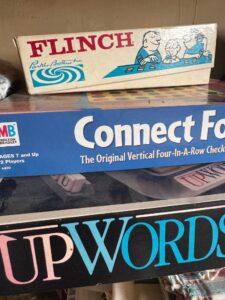 FLINCH
Parker Brothers Inc.
MB
AGES 7 and Up
2 Players
Connect Fo
The Original Vertical Four-In-A-Row Check
UPWORDS